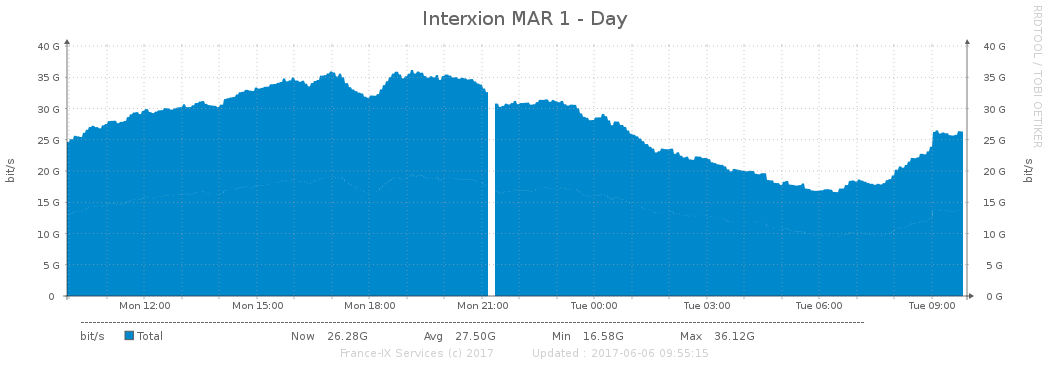 Interxion MAR 1 - Day
RRDTOOL / TOBI OETIKER
bit/s
bit/s
40 G 40 G
35 G 35 G
30 G 30 G
25 G 25 G
20 G 20 G
15 G 15 G
10 G 10 G
5 G 5 G
0 0 G
Mon 12:00 Mon 15:00 Mon 18:00 Mon 21:00 Tue 00:00 Tue 03:00 Tue 06:00 Tue 09:00
bit/s Total Now 26.28G Avg 27.50G Min 16.58G Max 36.12G
France-IX Services (c) 2017 Updated : 2017-06-06 09:55:15